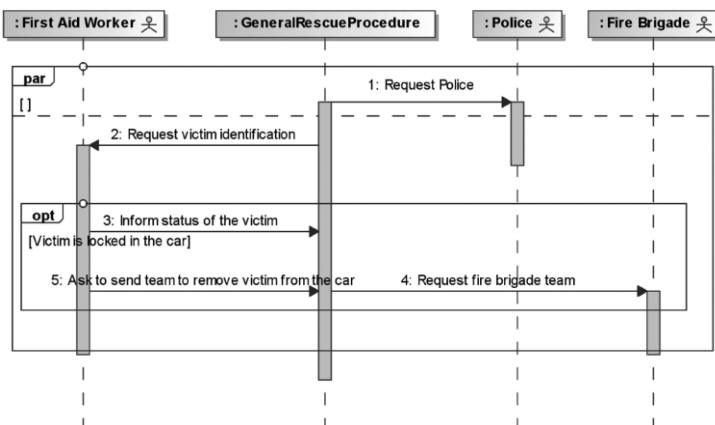 : First Aid Worker
: GeneralRescueProcedure
: Police
: Fire Brigade
par
1: Request Police
[ ]
2: Request victim identification
opt
3: Inform status of the victim
[Victim is locked in the car]
5: Ask to send team to remove victim from the car
4: Request fire brigade team